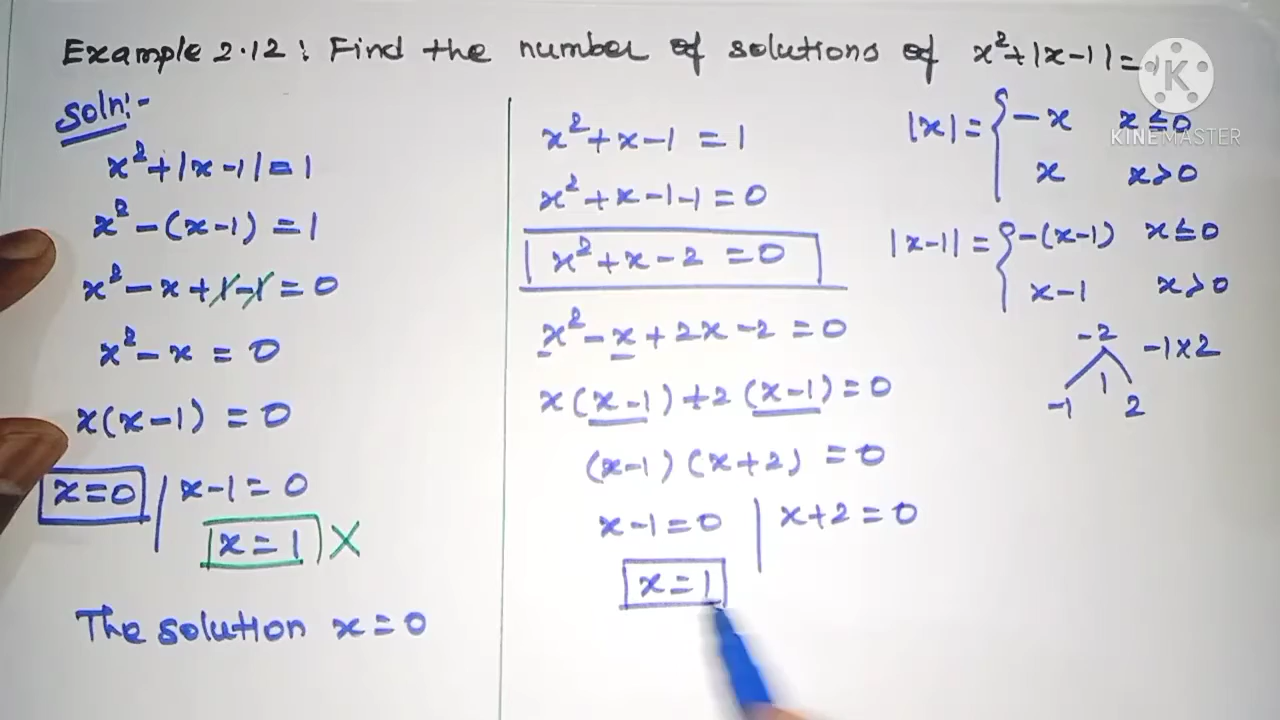 Example 2.12 : Find the number of solutions of x²+|x-1| =
Soln:-
x²+|x-1|=1
x²-(x-1) =1
x²-x+1-1=0
x²-x = 0
x(x-1) = 0
x=0 | x-1=0
x=1 X
The solution x=0
x²+x-1 =1
x²+x-1-1=0
x²+x-2 =0
x²-x+2x-2=0
x(x-1)+2(x-1)=0
(x-1)(x+2) =0
x-1=0 | x+2=0
x=1
|x|= { -x x≤0
x x>0
|x-1|= { -(x-1) x≤0
x-1 x>0
-2 -1x2
-1 1 2
K
KINEMASTER